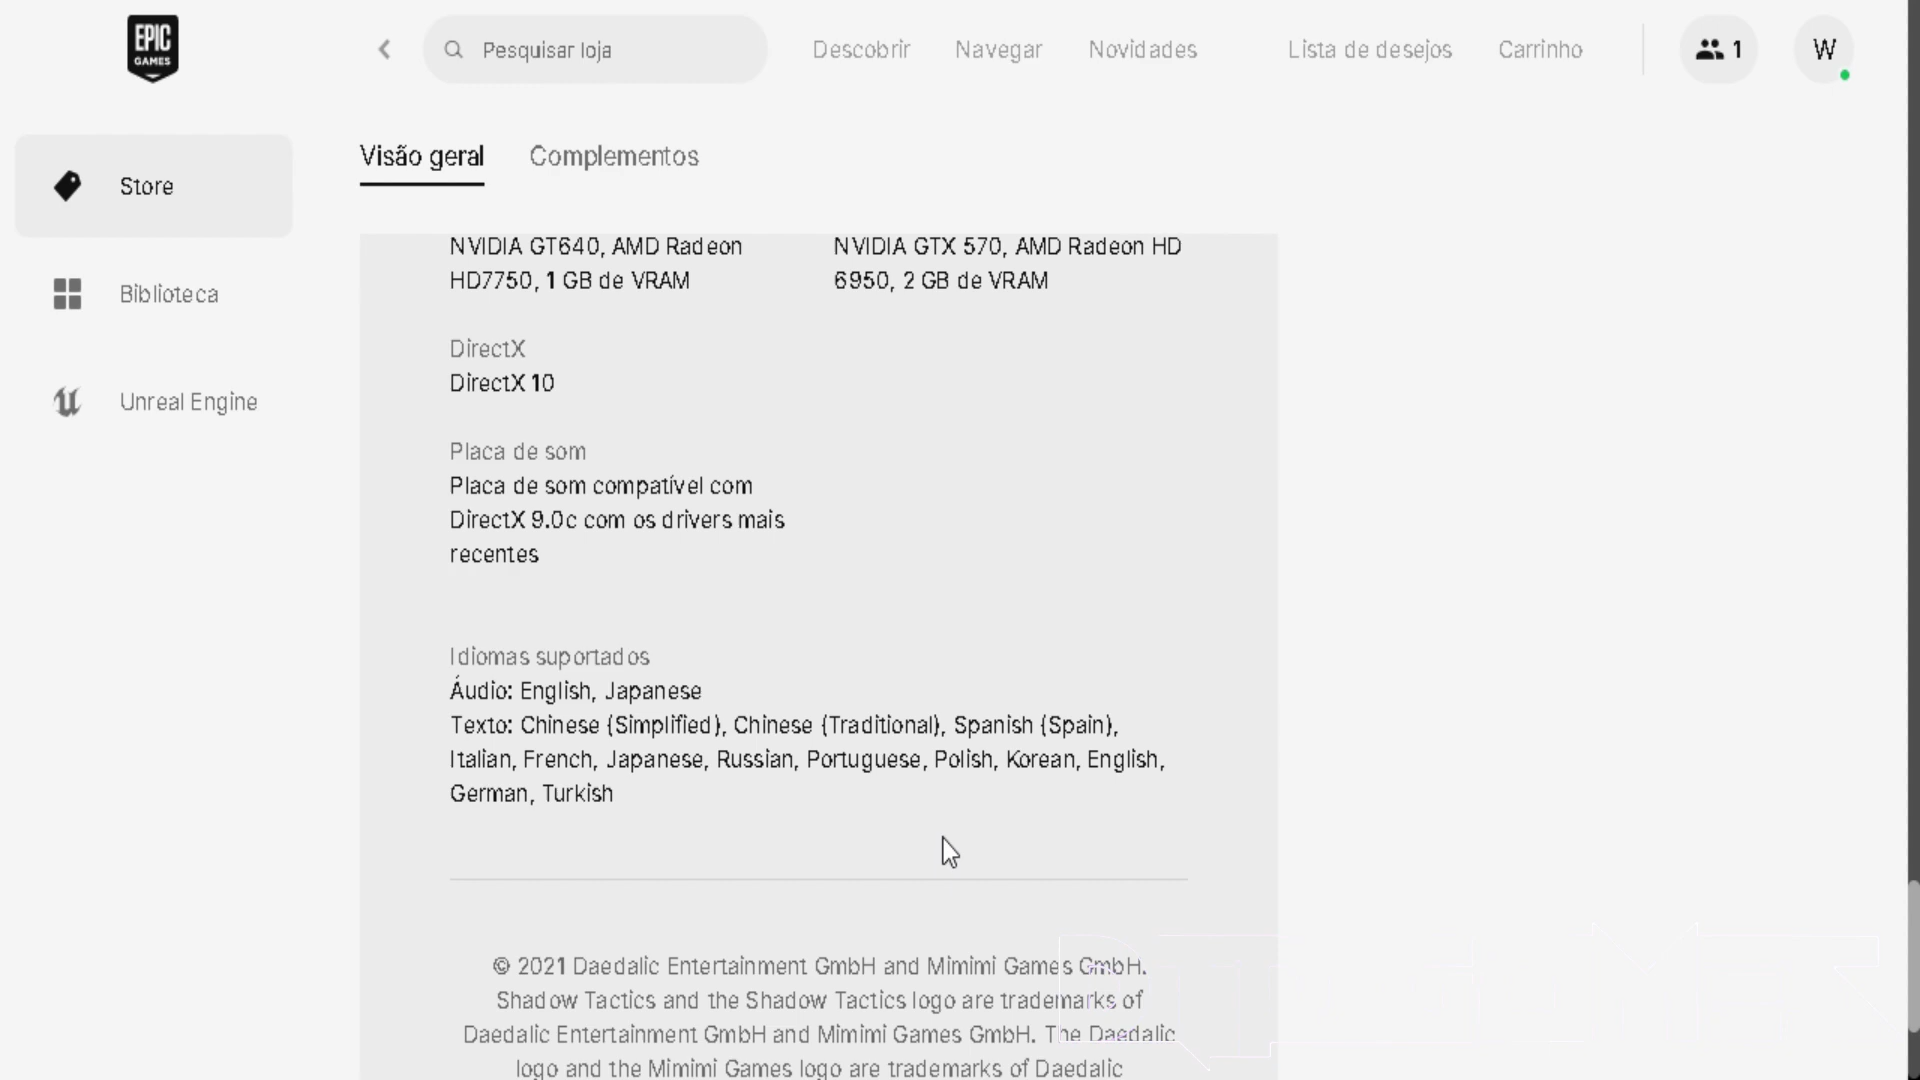 EPIC
GAMES
Pesquisar loja
Descobrir
Navegar
Novidades
Lista de desejos
Carrinho
1
W
Store
Biblioteca
Unreal Engine
Visão geral
Complementos
NVIDIA GT640, AMD Radeon
HD7750, 1 GB de VRAM
NVIDIA GTX 570, AMD Radeon HD
6950, 2 GB de VRAM
DirectX
DirectX 10
Placa de som
Placa de som compatível com
DirectX 9.0c com os drivers mais
recentes
Idiomas suportados
Áudio: English, Japanese
Texto: Chinese (Simplified), Chinese (Traditional), Spanish (Spain),
Italian, French, Japanese, Russian, Portuguese, Polish, Korean, English,
German, Turkish
© 2021 Daedalic Entertainment GmbH and Mimimi Games GmbH.
Shadow Tactics and the Shadow Tactics logo are trademarks of
Daedalic Entertainment GmbH and Mimimi Games GmbH. The Daedalic
logo and the Mimimi Games logo are trademarks of Daedalic